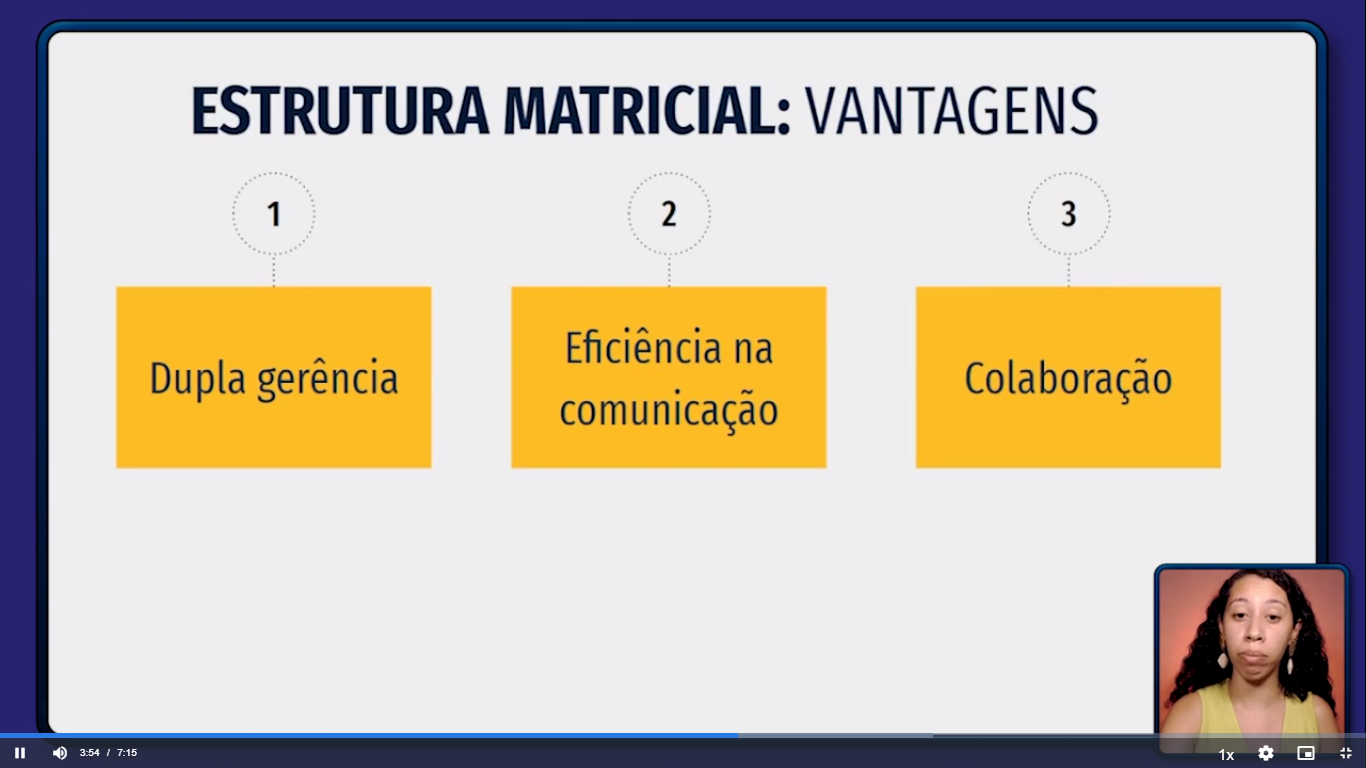 ESTRUTURA MATRICIAL: VANTAGENS
1
2
3
Dupla gerência
Eficiência na
comunicação
Colaboração
3:54 / 7:15
1x